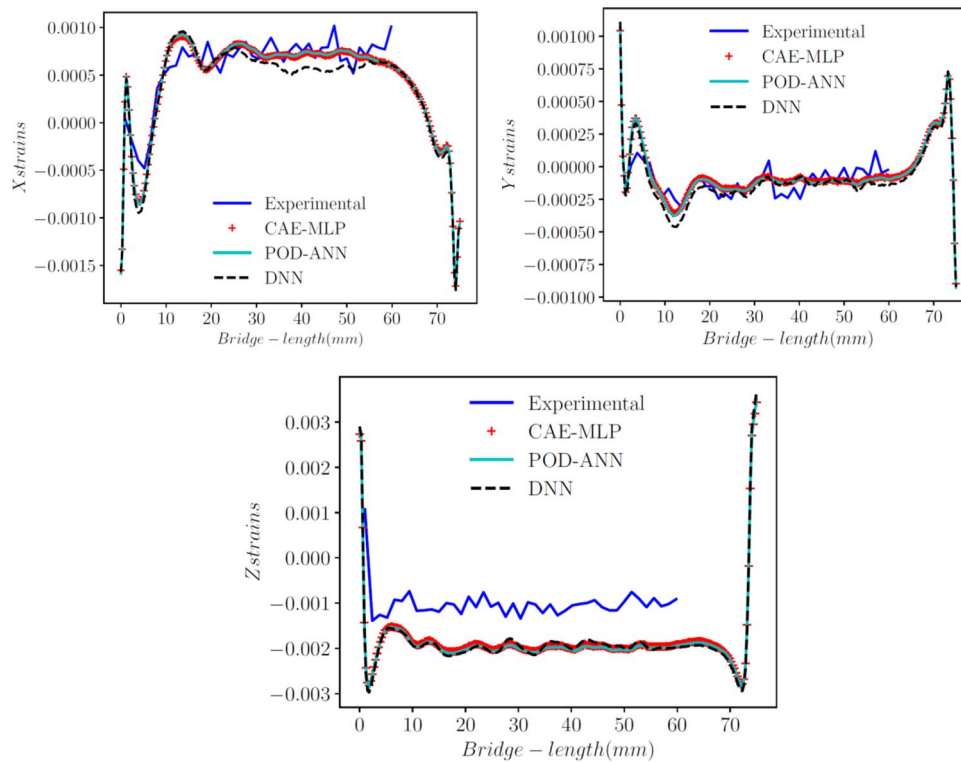 0.0010
0.0005
0.0000
−0.0005
−0.0010
−0.0015
X strains
Experimental
CAE-MLP
POD-ANN
DNN
0 10 20 30 40 50 60 70
Bridge − length(mm)
0.00100
0.00075
0.00050
0.00025
0.00000
−0.00025
−0.00050
−0.00075
−0.00100
Y strains
Experimental
CAE-MLP
POD-ANN
DNN
0 10 20 30 40 50 60 70
Bridge − length(mm)
0.003
0.002
0.001
0.000
−0.001
−0.002
−0.003
Z strains
Experimental
CAE-MLP
POD-ANN
DNN
0 10 20 30 40 50 60 70
Bridge − length(mm)